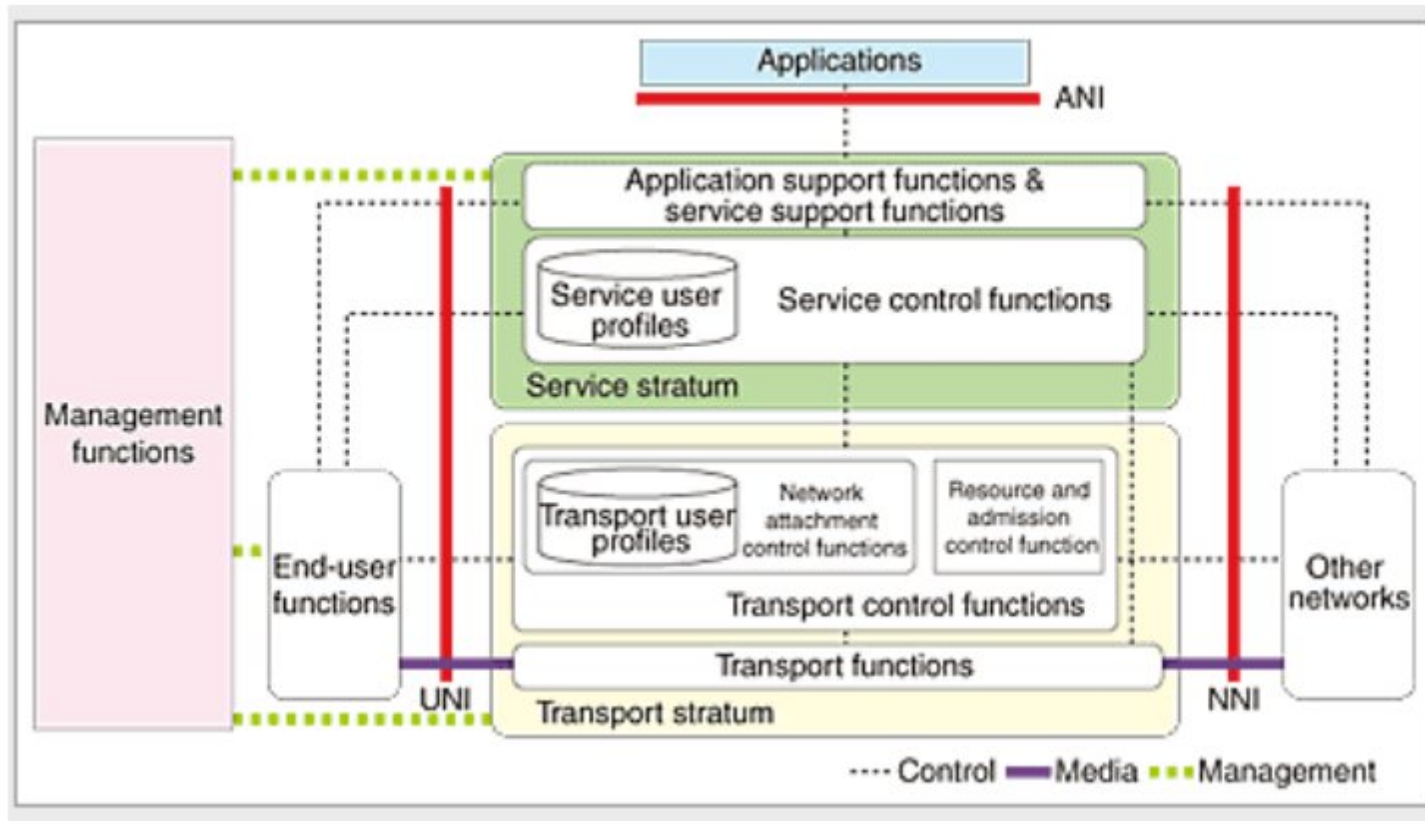 Applications
ANI
Application support functions &
service support functions
Service user
profiles
Service control functions
Service stratum
Management
functions
Transport user
profiles
Network
attachment
control functions
Resource and
admission
control function
End-user
functions
Other
networks
Transport control functions
Transport functions
UNI
NNI
Transport stratum
Control
Media
Management